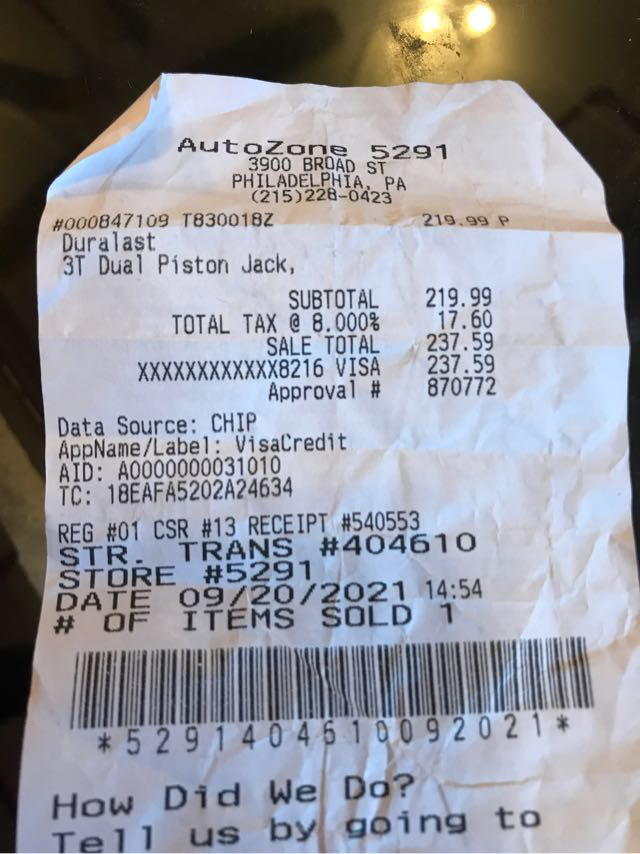 AutoZone 5291
3900 BROAD ST
PHILADELPHIA, PA
(215)228-0423
#000847109 T830018Z 219.99 P
Duralast
3T Dual Piston Jack,
SUBTOTAL 219.99
TOTAL TAX @ 8.000% 17.60
SALE TOTAL 237.59
XXXXXXXXXXXX8216 VISA 237.59
Approval # 870772
Data Source: CHIP
AppName/Label: VisaCredit
AID: A0000000031010
TC: 18EAFA5202A24634
REG #01 CSR #13 RECEIPT #540553
STR. TRANS #404610
STORE #5291
DATE 09/20/2021 14:54
# OF ITEMS SOLD 1
*5291404610092021*
How Did We Do?
Tell us by going to